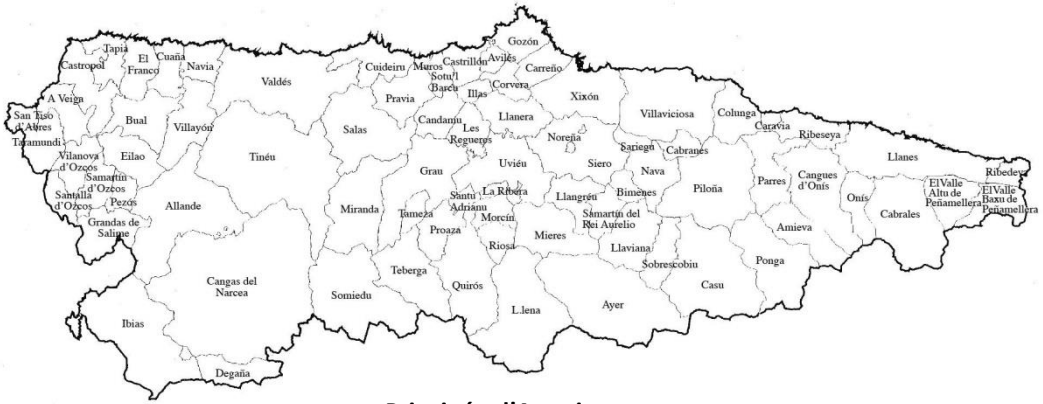 Tapia
Castropol
El
Franco
Cuaña
Navia
Valdés
Cuideiru
Muros
Sotu'l
Barcu
Castrillón
Avilés
Gozón
Carreño
Corvera
Illas
Pravia
Candamu
Xixón
Villaviciosa
Colunga
Caravia
Ribeseya
Llanes
Ribedeva
A Veiga
San Tiso
d'Abres
Taramundi
Bual
Villayón
Tinéu
Salas
Les
Regueres
Llanera
Noreña
Siero
Sariegu
Cabranes
Nava
Vilanova
d'Ozcos
Eilao
Samartín
d'Ozcos
Santalla
d'Ozcos
Pezós
Grandas de
Salime
Allande
Grau
Uviéu
Miranda
Tameza
Santu
Adrianu
La Ribera
Morcín
Proaza
Riosa
Llangréu
Bimenes
Samartín del
Rei Aurelio
Mieres
Llaviana
Sobrescobiu
Piloña
Parres
Cangues
d'Onís
Onís
Cabrales
El Valle
Altu de
Peñamellera
El Valle
Baxu de
Peñamellera
Amieva
Ponga
Casu
Ayer
L.lena
Quirós
Teberga
Somiedu
Cangas del
Narcea
Ibias
Degaña